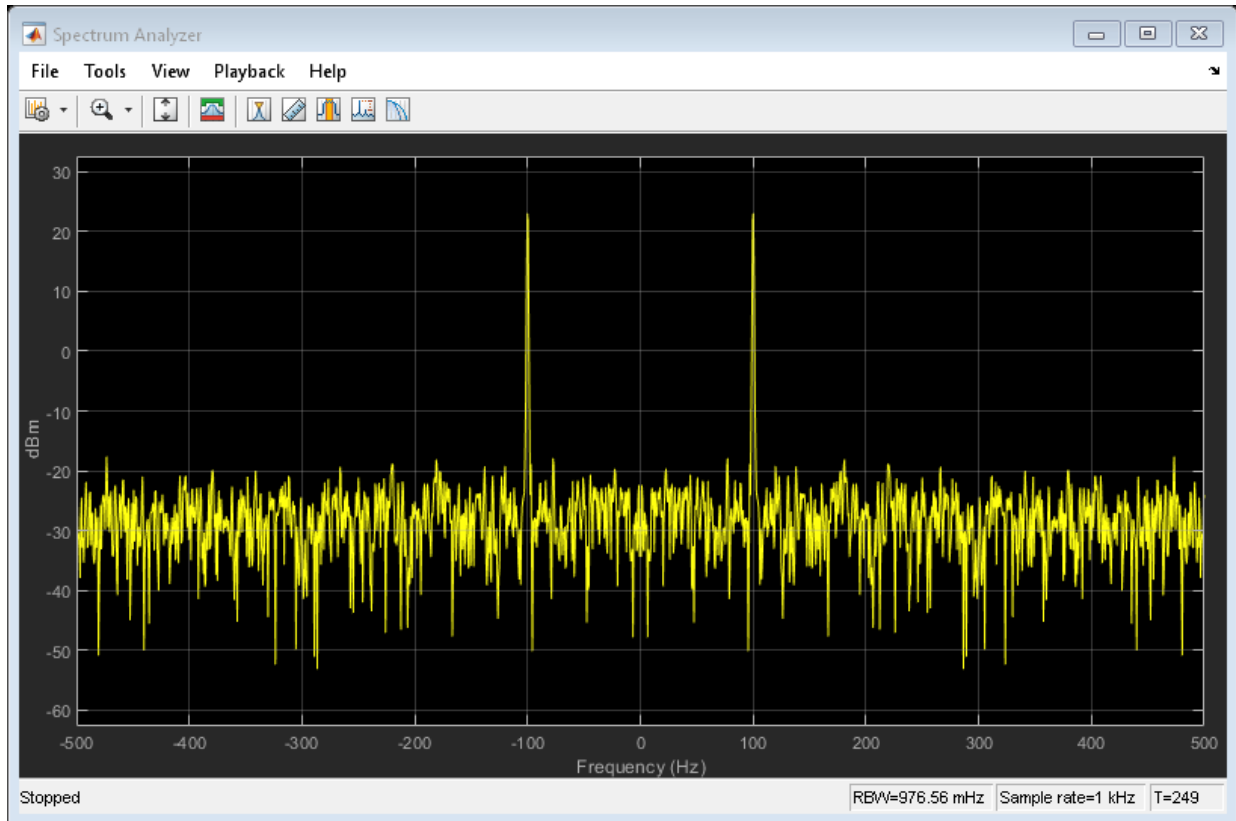 Spectrum Analyzer
File Tools View Playback Help
30
20
10
0
-10
-20
-30
-40
-50
-60
dBm
-500 -400 -300 -200 -100 0 100 200 300 400 500
Frequency (Hz)
Stopped RBW=976.56 mHz Sample rate=1 kHz T=249